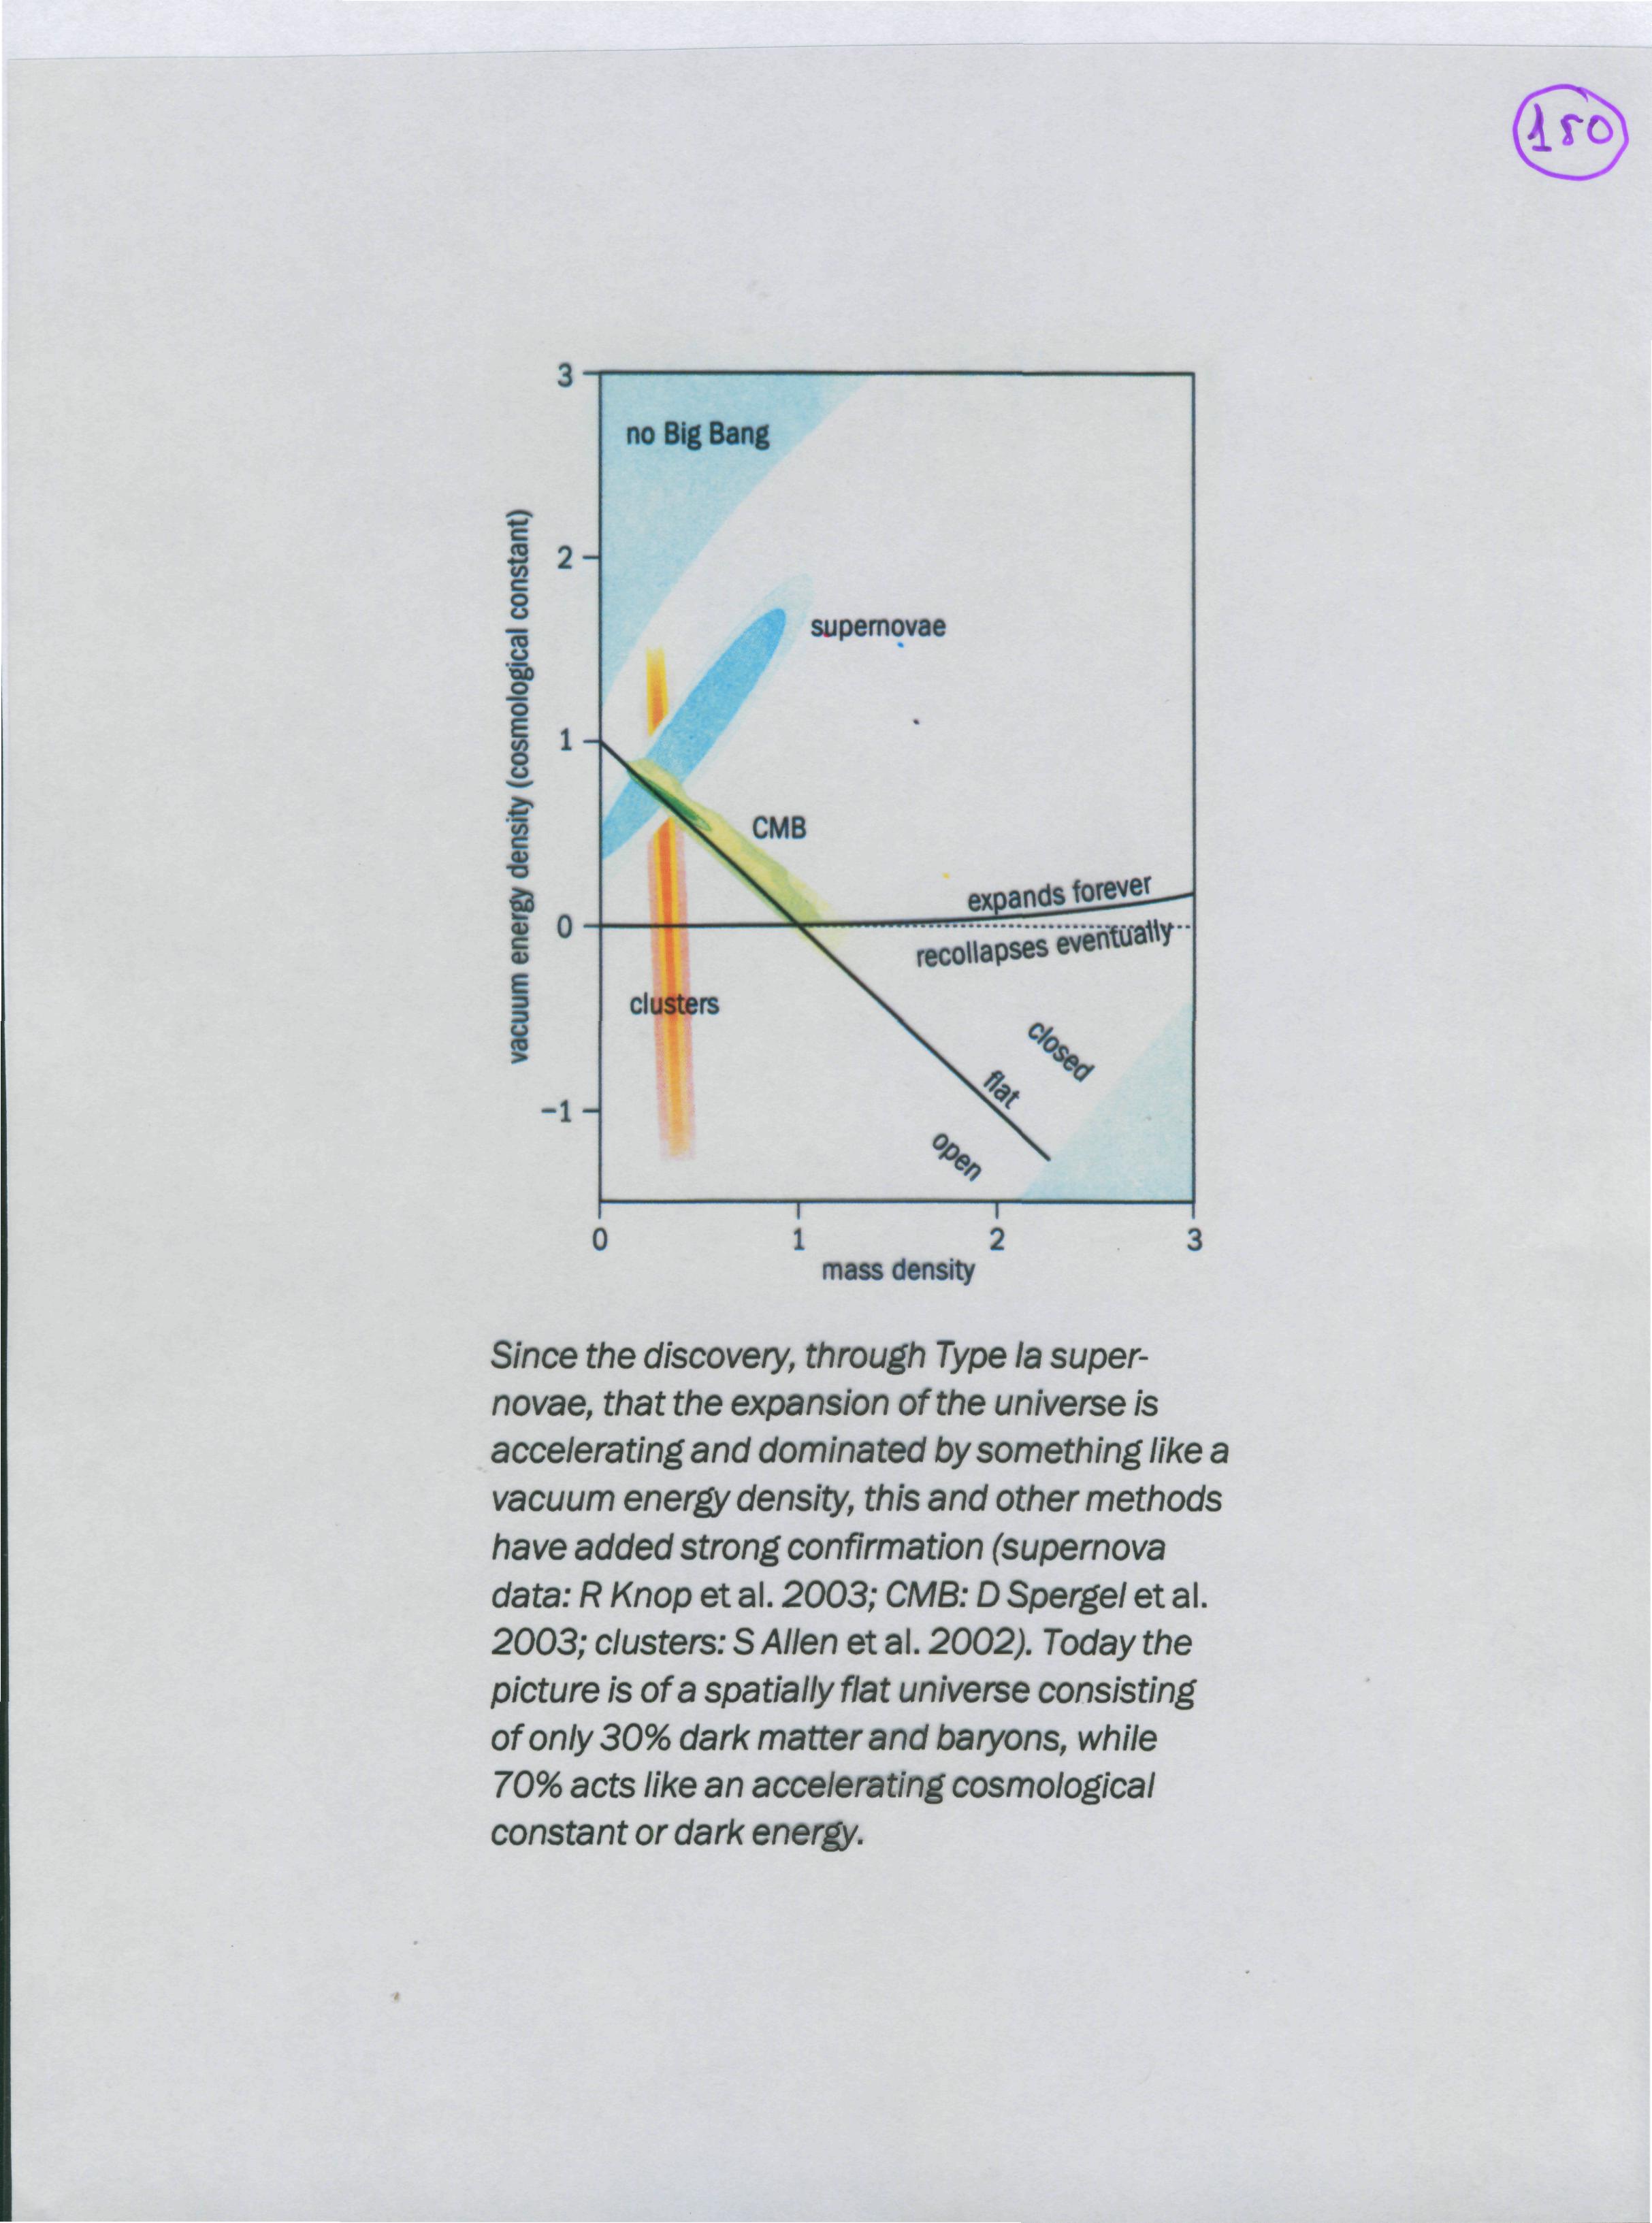 150
3
no Big Bang
vacuum energy density (cosmological constant)
2
supernovae
1
CMB
expands forever
0
recollapses eventually
clusters
closed
flat
–1
open
0 1 2 3
mass density
Since the discovery, through Type Ia super-
novae, that the expansion of the universe is
accelerating and dominated by something like a
vacuum energy density, this and other methods
have added strong confirmation (supernova
data: R Knop et al. 2003; CMB: D Spergel et al.
2003; clusters: S Allen et al. 2002). Today the
picture is of a spatially flat universe consisting
of only 30% dark matter and baryons, while
70% acts like an accelerating cosmological
constant or dark energy.